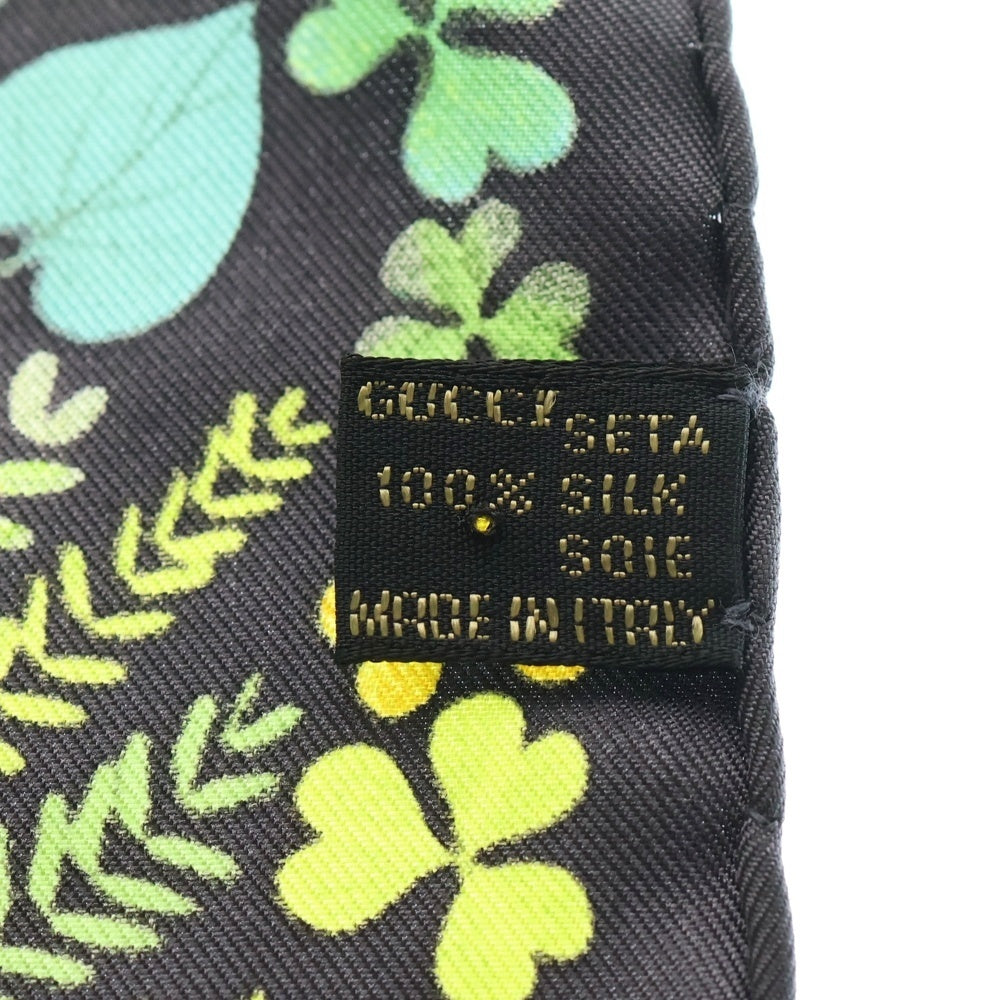 GUCCI
SETA
100% SILK
SOIE
MADE IN ITALY